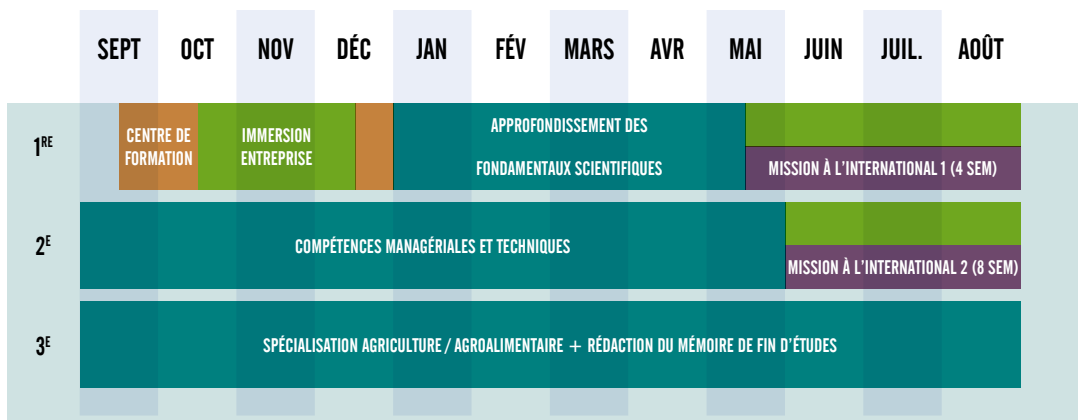 SEPT OCT NOV DÉC JAN FÉV MARS AVR MAI JUIN JUIL. AOÛT
1RE
CENTRE DE
FORMATION
IMMERSION
ENTREPRISE
APPROFONDISSEMENT DES
FONDAMENTAUX SCIENTIFIQUES
MISSION À L'INTERNATIONAL 1 (4 SEM)
2E
COMPÉTENCES MANAGÉRIALES ET TECHNIQUES
MISSION À L'INTERNATIONAL 2 (8 SEM)
3E
SPÉCIALISATION AGRICULTURE / AGROALIMENTAIRE + RÉDACTION DU MÉMOIRE DE FIN D'ÉTUDES